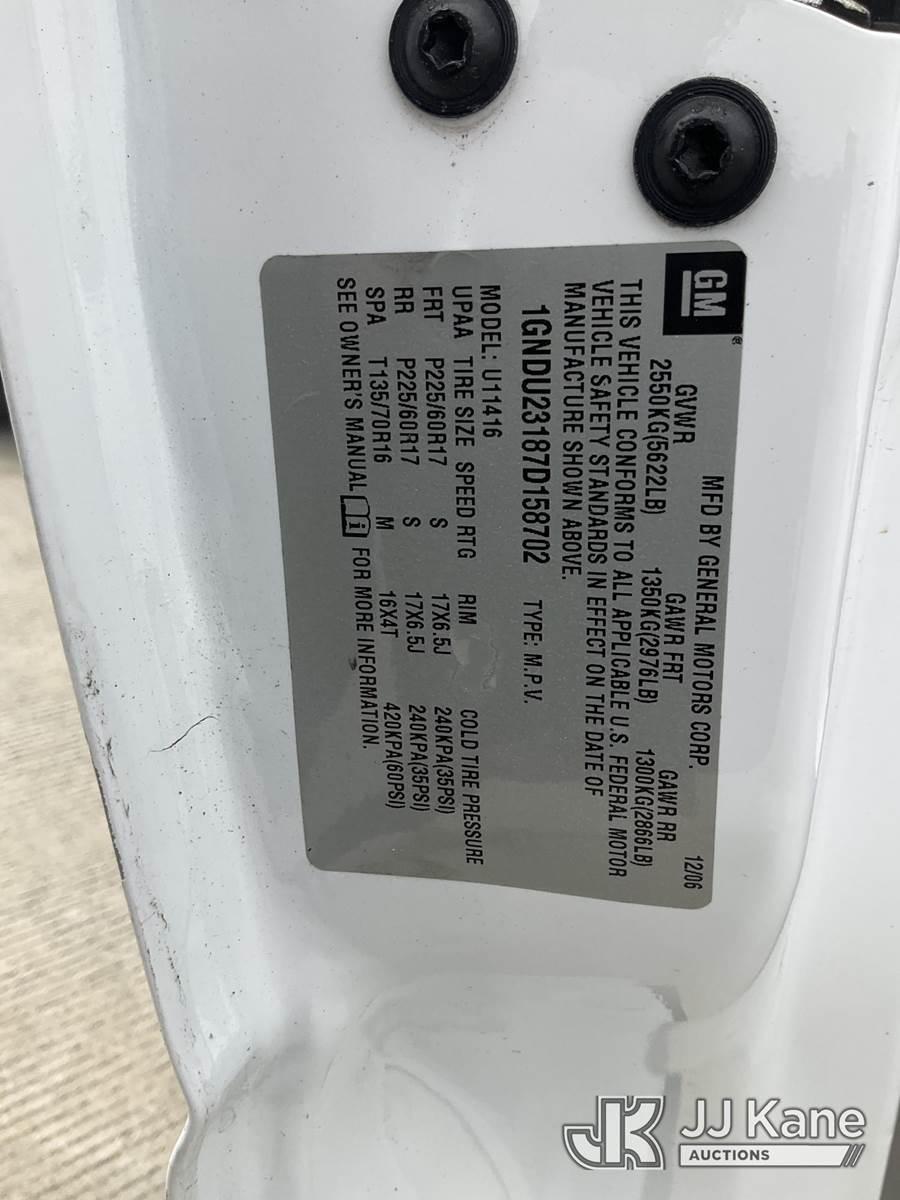 GM ®
MFD BY GENERAL MOTORS CORP. 12/06
GVWR GAWR FRT GAWR RR
2550KG(5622LB) 1350KG(2976LB) 1300KG(2866LB)
THIS VEHICLE CONFORMS TO ALL APPLICABLE U.S. FEDERAL MOTOR
VEHICLE SAFETY STANDARDS IN EFFECT ON THE DATE OF
MANUFACTURE SHOWN ABOVE.
1GNDU23187D158702 TYPE: M.P.V.
MODEL: U11416
UPAA TIRE SIZE SPEED RTG RIM COLD TIRE PRESSURE
FRT P225/60R17 S 17X6.5J 240KPA(35PSI)
RR P225/60R17 S 17X6.5J 240KPA(35PSI)
SPA T135/70R16 M 16X4T 420KPA(60PSI)
SEE OWNER'S MANUAL i FOR MORE INFORMATION.
JK JJ Kane
AUCTIONS